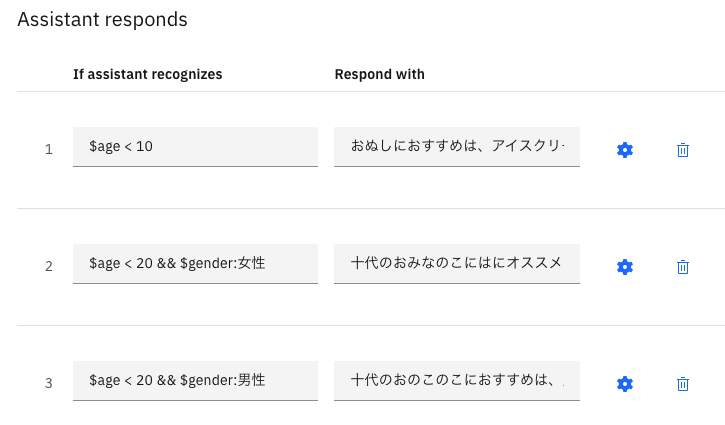 Assistant responds
If assistant recognizes Respond with
1 $age < 10 おぬしにおすすめは、アイスクリ
2 $age < 20 && $gender:女性 十代のおみなのこにはにオススメ
3 $age < 20 && $gender:男性 十代のおのこのこにおすすめは、